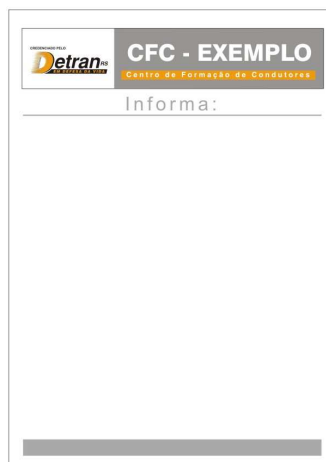 CREDENCIADO PELO
Detran RS
EM DEFESA DA VIDA
CFC - EXEMPLO
Centro de Formação de Condutores
Informa: